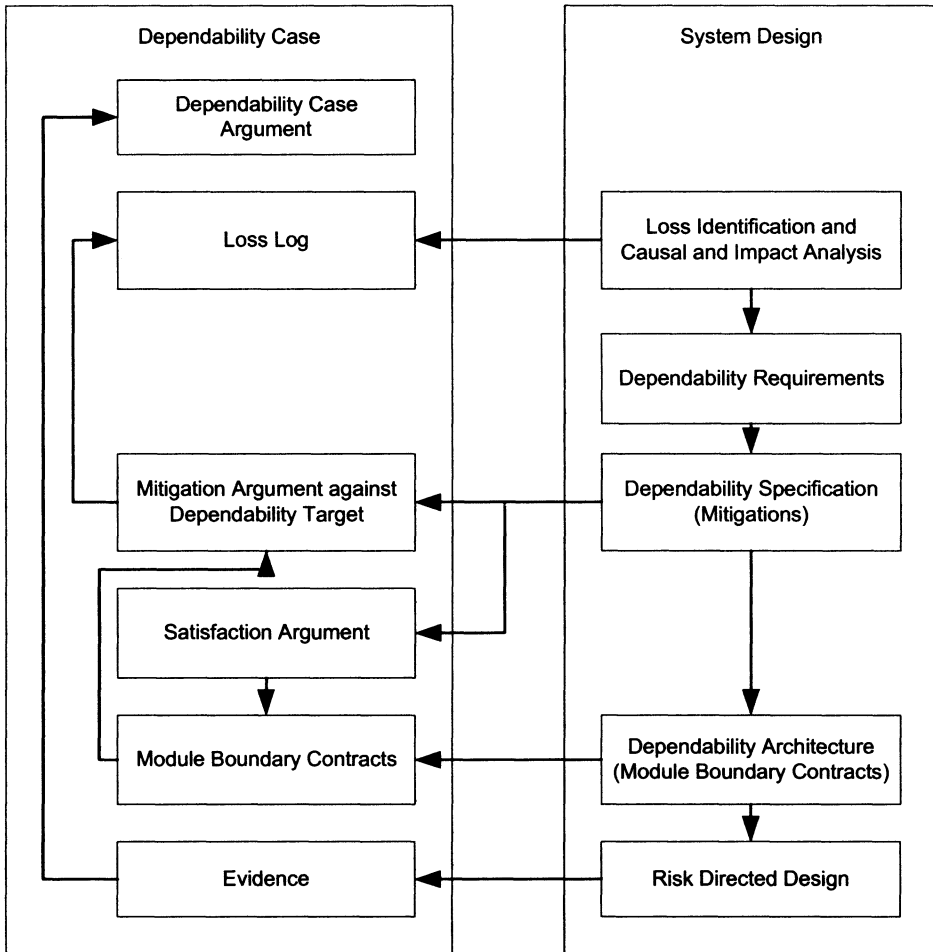 Dependability Case
Dependability Case
Argument
Loss Log
Mitigation Argument against
Dependability Target
Satisfaction Argument
Module Boundary Contracts
Evidence
System Design
Loss Identification and
Causal and Impact Analysis
Dependability Requirements
Dependability Specification
(Mitigations)
Dependability Architecture
(Module Boundary Contracts)
Risk Directed Design